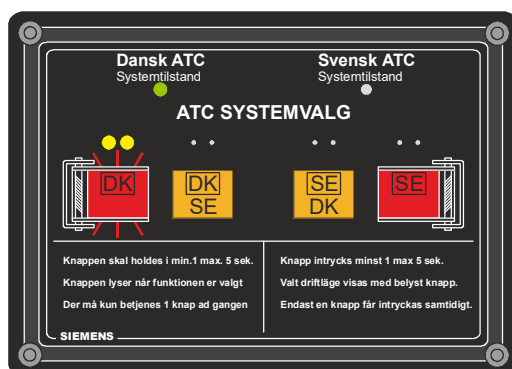 Dansk ATC
Systemtilstand
Svensk ATC
Systemtilstand
ATC SYSTEMVALG
DK
DK
SE
SE
DK
SE
Knappen skal holdes i min.1 max. 5 sek.
Knappen lyser når funktionen er valgt
Der må kun betjenes 1 knap ad gangen
Knapp intrycks minst 1 max 5 sek.
Valt driftläge visas med belyst knapp.
Endast en knapp får intryckas samtidigt.
SIEMENS